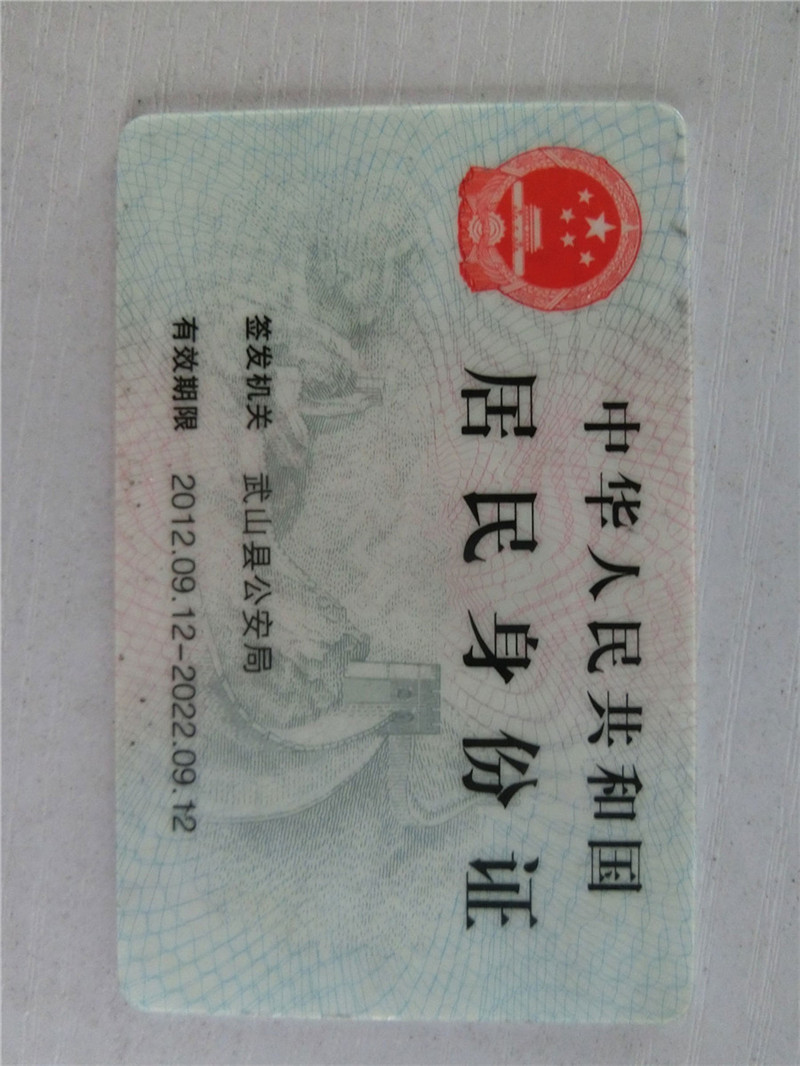 中华人民共和国
居民身份证
签发机关 武山县公安局
有效期限 2012.09.12-2022.09.12